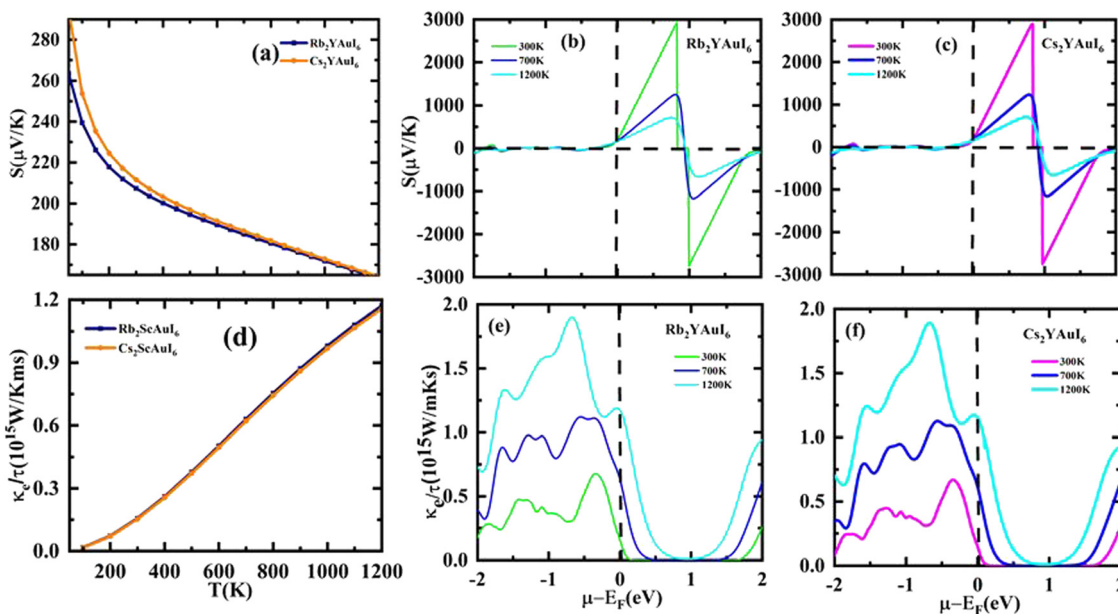 280
260
240
220
200
180
S(μV/K)
Rb₂YAuI₆
Cs₂YAuI₆
(a)
3000
2000
1000
0
-1000
-2000
-3000
S(μV/K)
300K
700K
1200K
(b)
Rb₂YAuI₆
3000
2000
1000
0
-1000
-2000
-3000
300K
700K
1200K
(c)
Cs₂YAuI₆
1.2
0.9
0.6
0.3
0.0
κe/τ(10¹⁵W/Kms)
Rb₂ScAuI₆
Cs₂ScAuI₆
(d)
200 400 600 800 1000 1200
T(K)
2.0
1.5
1.0
0.5
0.0
κe/τ(10¹⁵W/mKs)
(e)
Rb₂YAuI₆
300K
700K
1200K
-2 -1 0 1 2
μ−EF(eV)
2.0
1.5
1.0
0.5
0.0
(f)
Cs₂YAuI₆
300K
700K
1200K
-2 -1 0 1 2
μ−EF(eV)